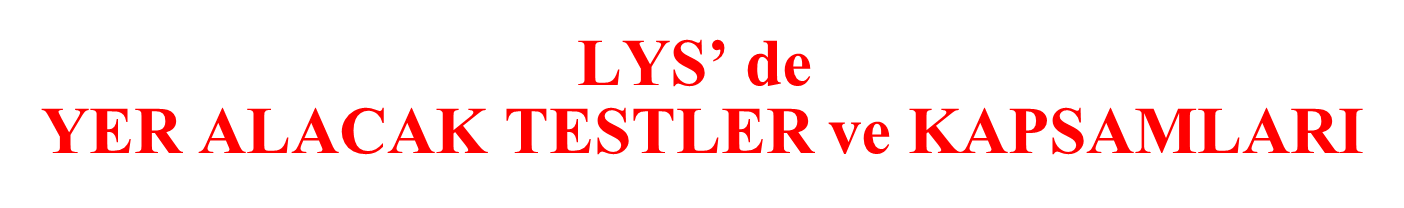 LYS’ de
YER ALACAK TESTLER ve KAPSAMLARI